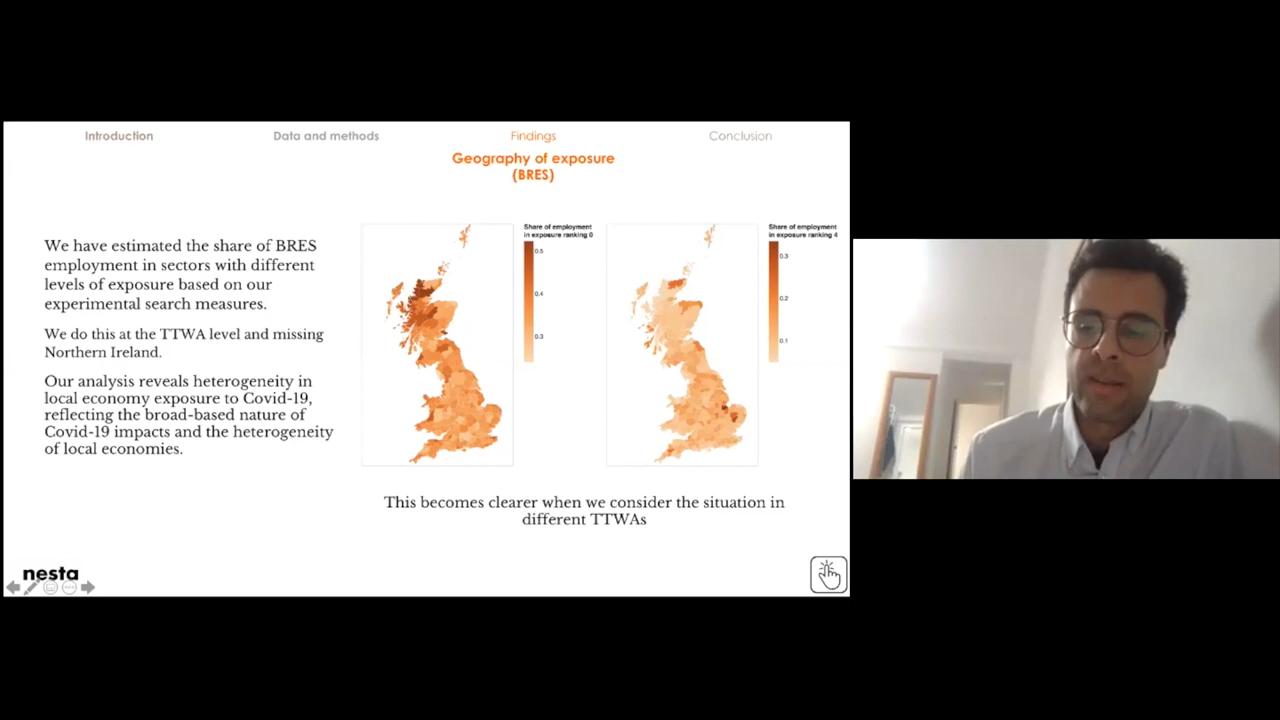 Introduction
Data and methods
Findings
Conclusion
Geography of exposure
(BRES)
We have estimated the share of BRES
employment in sectors with different
levels of exposure based on our
experimental search measures.
We do this at the TTWA level and missing
Northern Ireland.
Our analysis reveals heterogeneity in
local economy exposure to Covid-19,
reflecting the broad-based nature of
Covid-19 impacts and the heterogeneity
of local economies.
Share of employment
in exposure ranking 0
0.5
0.4
0.3
Share of employment
in exposure ranking 4
0.3
0.2
0.1
This becomes clearer when we consider the situation in
different TTWAs
nesta